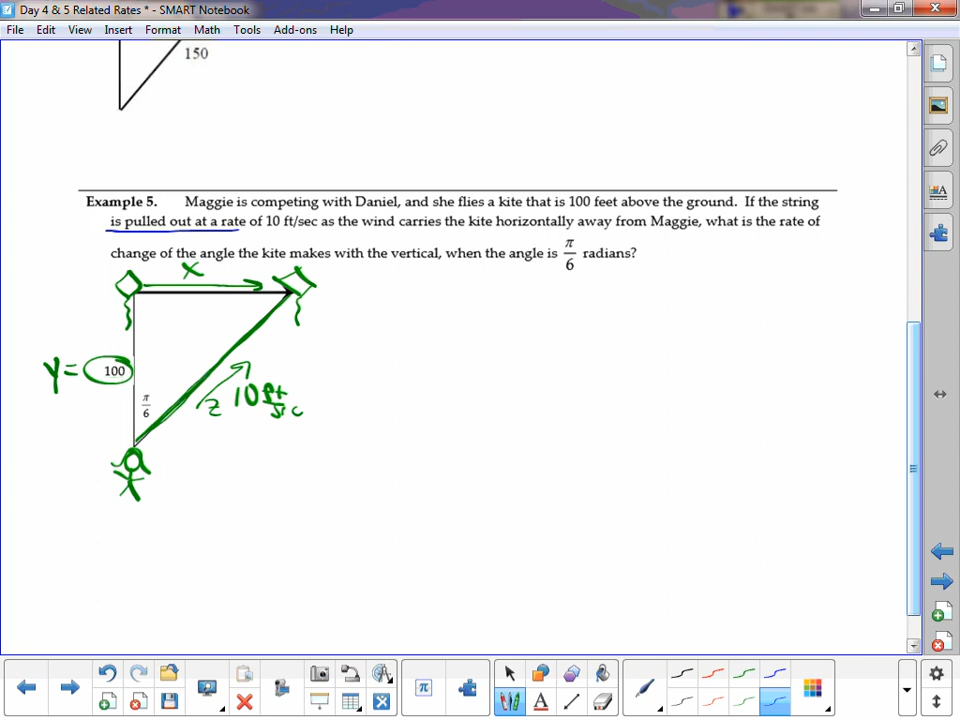 Day 4 & 5 Related Rates * - SMART Notebook
File Edit View Insert Format Math Tools Add-ons Help
150
Example 5. Maggie is competing with Daniel, and she flies a kite that is 100 feet above the ground. If the string
is pulled out at a rate of 10 ft/sec as the wind carries the kite horizontally away from Maggie, what is the rate of
change of the angle the kite makes with the vertical, when the angle is π/6 radians?
x
y = 100
z 10 ft/sec
π/6
π
A